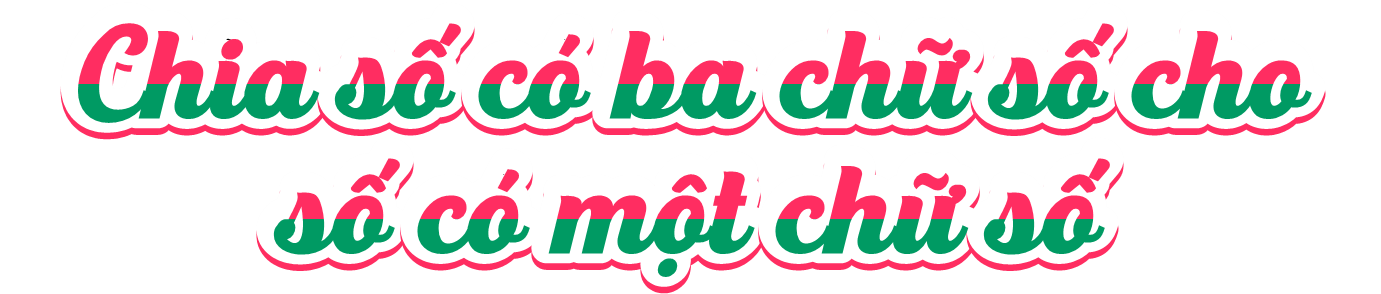 Chia số có ba chữ số cho
số có một chữ số